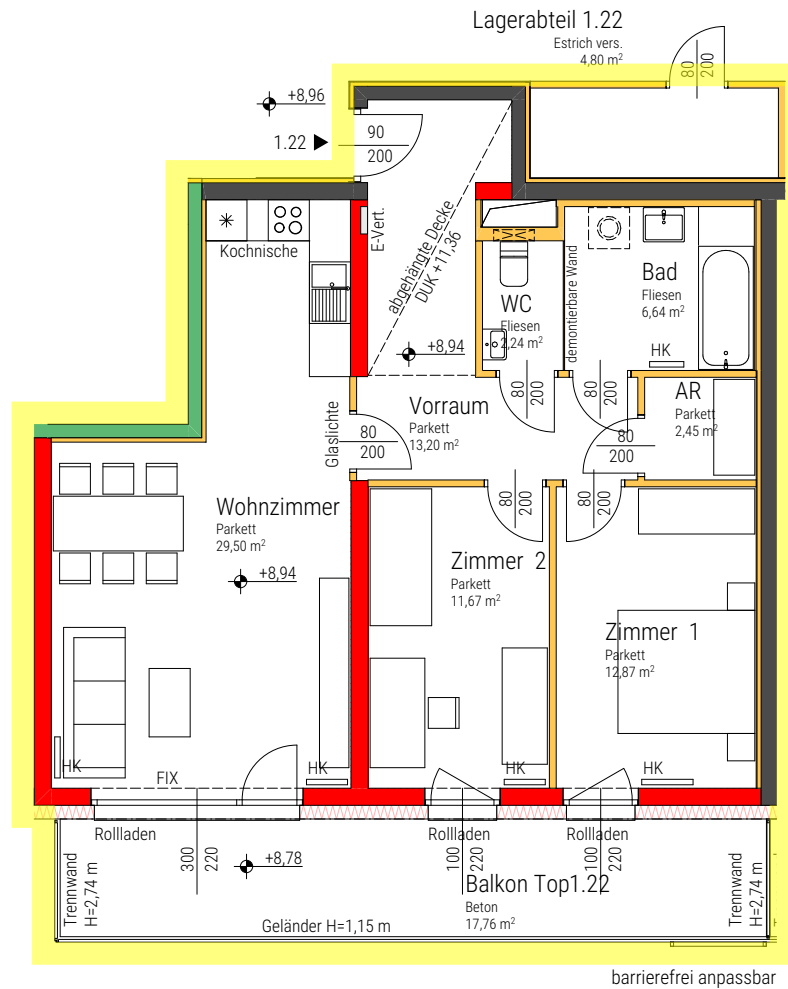 Lagerabteil 1.22
Estrich vers.
4,80 m²
80
200
+8,96
1.22
90
200
E-Vert.
abgehängte Decke
DUK +11,36
Kochnische
WC
Fliesen
2,24 m²
demontierbare Wand
Bad
Fliesen
6,64 m²
HK
+8,94
80
200
80
200
AR
Parkett
2,45 m²
Vorraum
Parkett
13,20 m²
Glaslichte
80
200
80
200
80
200
80
200
Wohnzimmer
Parkett
29,50 m²
+8,94
Zimmer 2
Parkett
11,67 m²
Zimmer 1
Parkett
12,87 m²
HK
FIX
HK
HK
HK
Rollladen
Rollladen
Rollladen
300
220
+8,78
100
220
100
220
Trennwand
H=2,74 m
Balkon Top1.22
Beton
17,76 m²
Trennwand
H=2,74 m
Geländer H=1,15 m
barrierefrei anpassbar